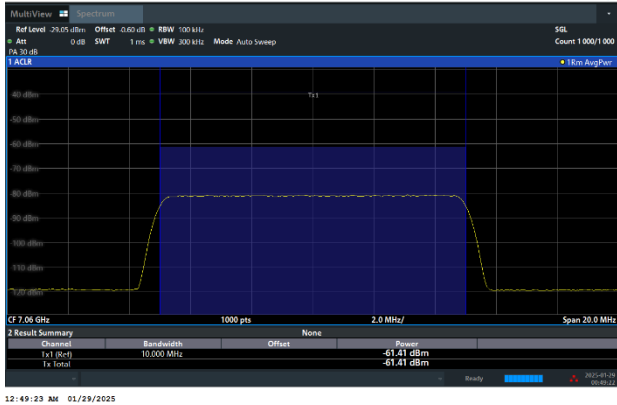 MultiView Spectrum
Ref Level -29.05 dBm Offset -0.60 dB RBW 100 kHz SGL
Att 0 dB SWT 1 ms VBW 300 kHz Mode Auto Sweep Count 1000/1000
PA 30 dB
1 ACLR 1Rm AvgPwr
Tx1
-40 dBm
-50 dBm
-60 dBm
-70 dBm
-80 dBm
-90 dBm
-100 dBm
-110 dBm
-120 dBm
CF 7.06 GHz 1000 pts 2.0 MHz/ Span 20.0 MHz
2 Result Summary None
Channel Bandwidth Offset Power
Tx1 (Ref) 10.000 MHz -61.41 dBm
Tx Total -61.41 dBm
Ready 2025-01-29
00:49:22
12:49:23 AM 01/29/2025